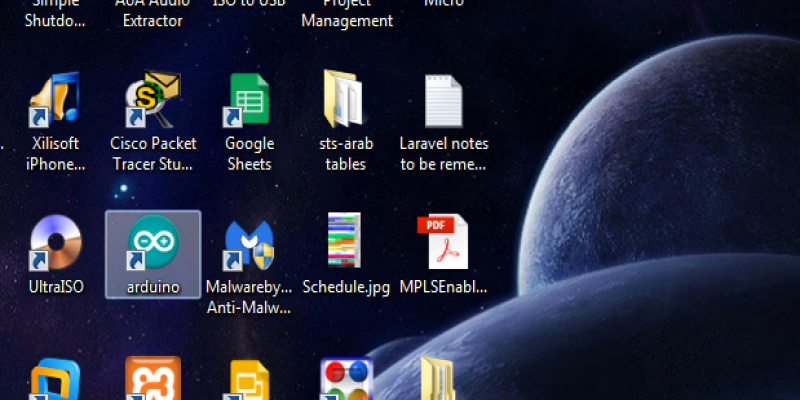 Simple
Shutdo...
AoA Audio
Extractor
ISO to USB
Project
Management
Micro
Xilisoft
iPhone...
Cisco Packet
Tracer Stu...
Google
Sheets
sts-arab
tables
Laravel notes
to be reme...
UltraISO
arduino
Malwareby...
Anti-Malw...
Schedule.jpg
PDF
MPLSEnabl...